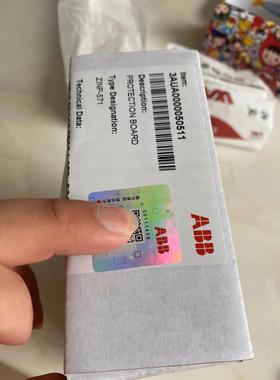 Item:
3AUA0000050511
Description:
PROTECTION BOARD
Type Designation:
ZINP-571
Technical Data:
ABB
ABB